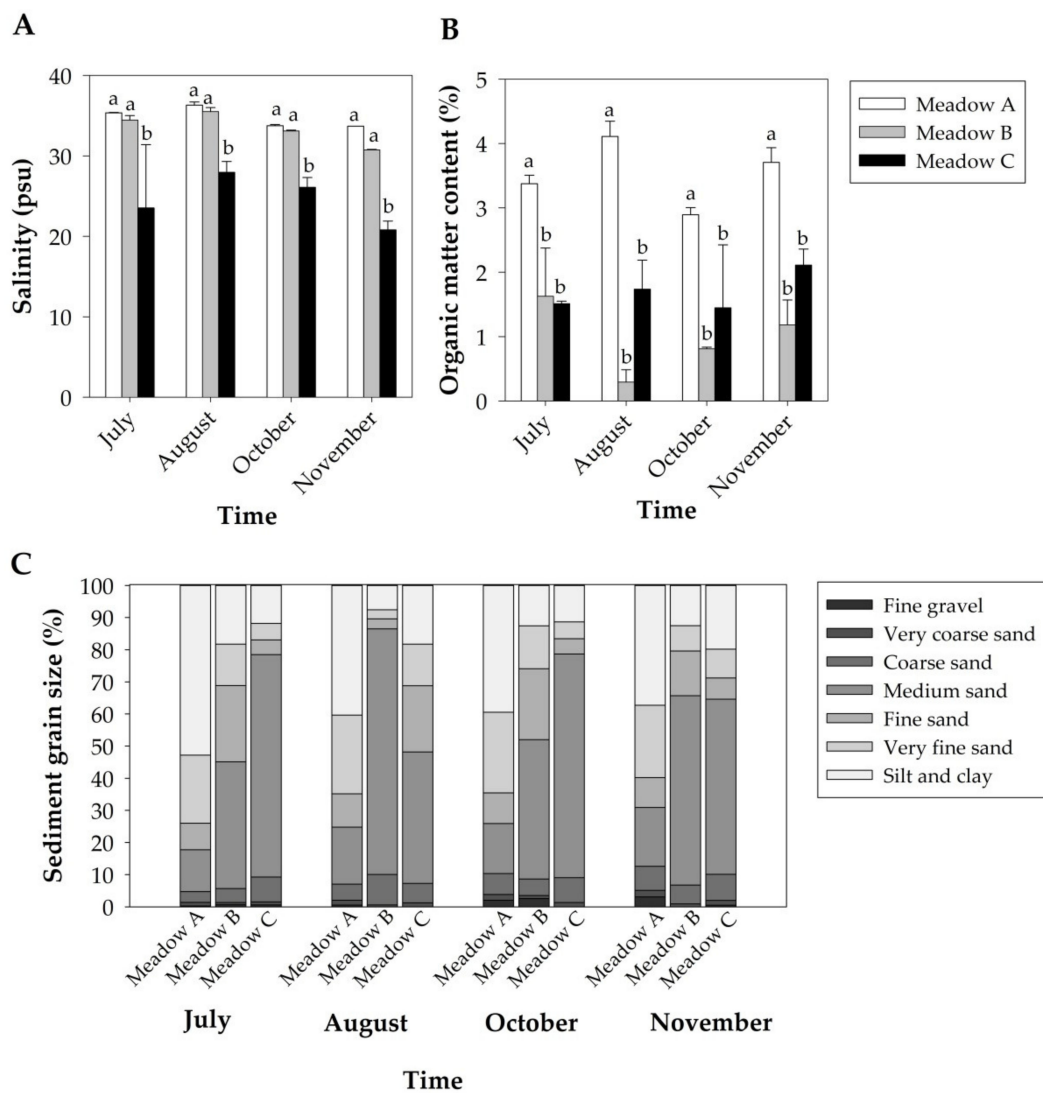 A
Salinity (psu)
40
30
20
10
0
a a b
a a b
a a b
a a b
July
August
October
November
Time
B
Organic matter content (%)
5
4
3
2
1
0
a b b
a b b
a b b
a b b
July
August
October
November
Time
Meadow A
Meadow B
Meadow C
C
Sediment grain size (%)
100
90
80
70
60
50
40
30
20
10
0
Meadow A
Meadow B
Meadow C
Meadow A
Meadow B
Meadow C
Meadow A
Meadow B
Meadow C
Meadow A
Meadow B
Meadow C
July
August
October
November
Time
Fine gravel
Very coarse sand
Coarse sand
Medium sand
Fine sand
Very fine sand
Silt and clay